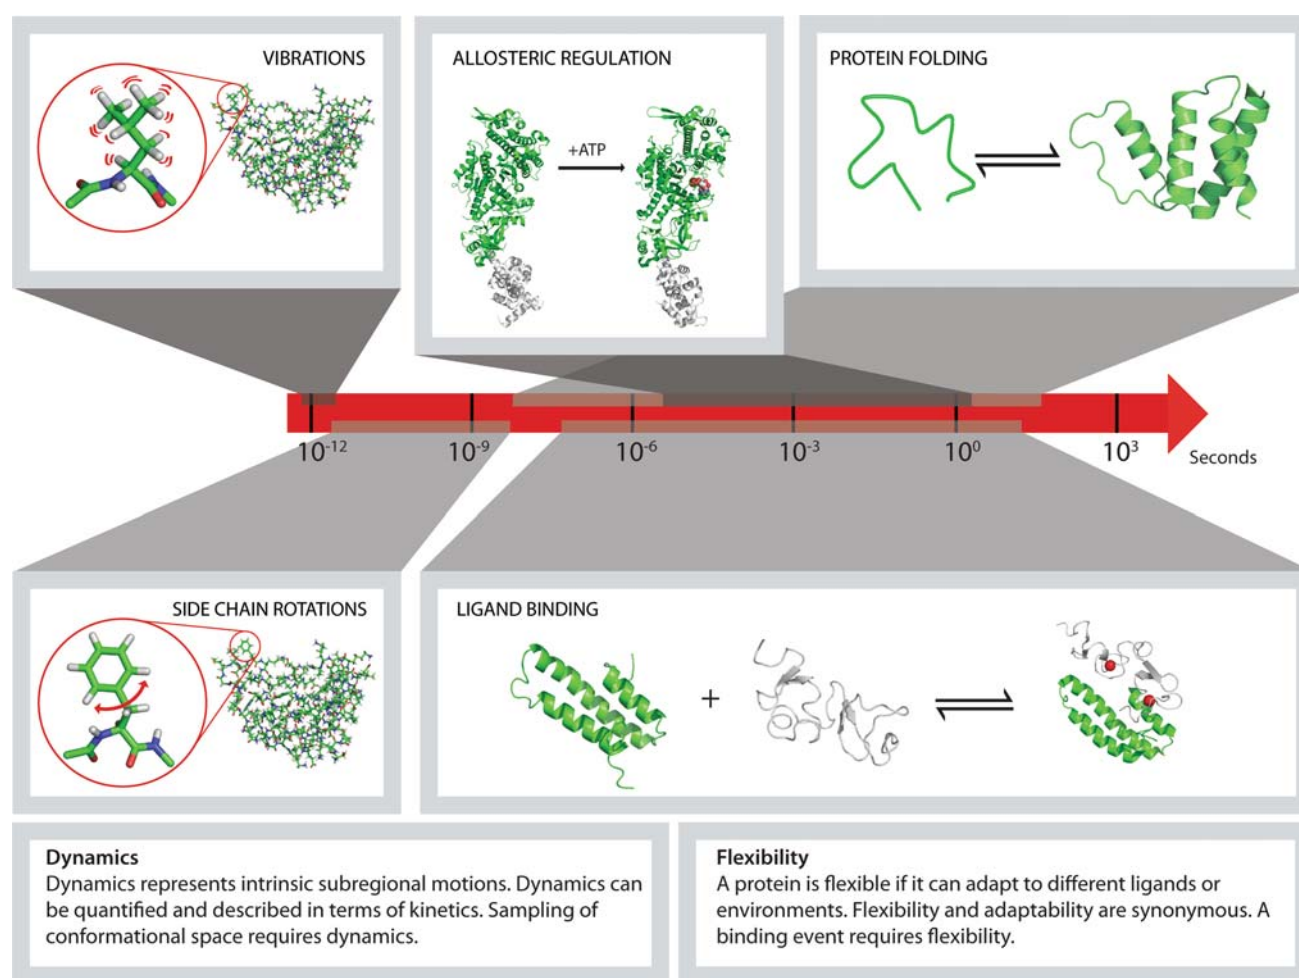 VIBRATIONS
ALLOSTERIC REGULATION
+ATP
PROTEIN FOLDING
10-12
10-9
10-6
10-3
100
103
Seconds
SIDE CHAIN ROTATIONS
LIGAND BINDING
+
Dynamics
Dynamics represents intrinsic subregional motions. Dynamics can
be quantified and described in terms of kinetics. Sampling of
conformational space requires dynamics.
Flexibility
A protein is flexible if it can adapt to different ligands or
environments. Flexibility and adaptability are synonymous. A
binding event requires flexibility.